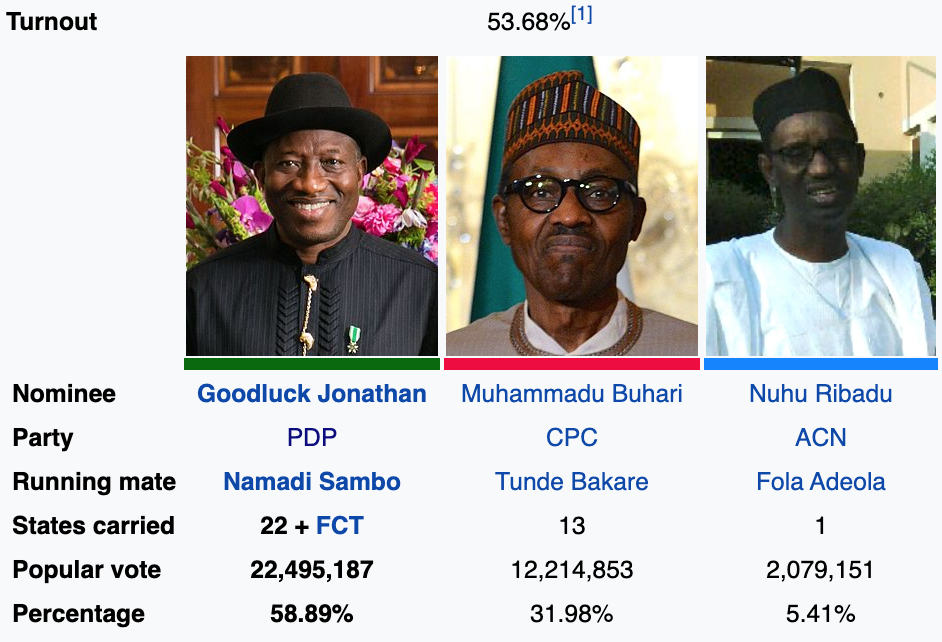 Turnout 53.68%[1]
Nominee Goodluck Jonathan Muhammadu Buhari Nuhu Ribadu
Party PDP CPC ACN
Running mate Namadi Sambo Tunde Bakare Fola Adeola
States carried 22 + FCT 13 1
Popular vote 22,495,187 12,214,853 2,079,151
Percentage 58.89% 31.98% 5.41%